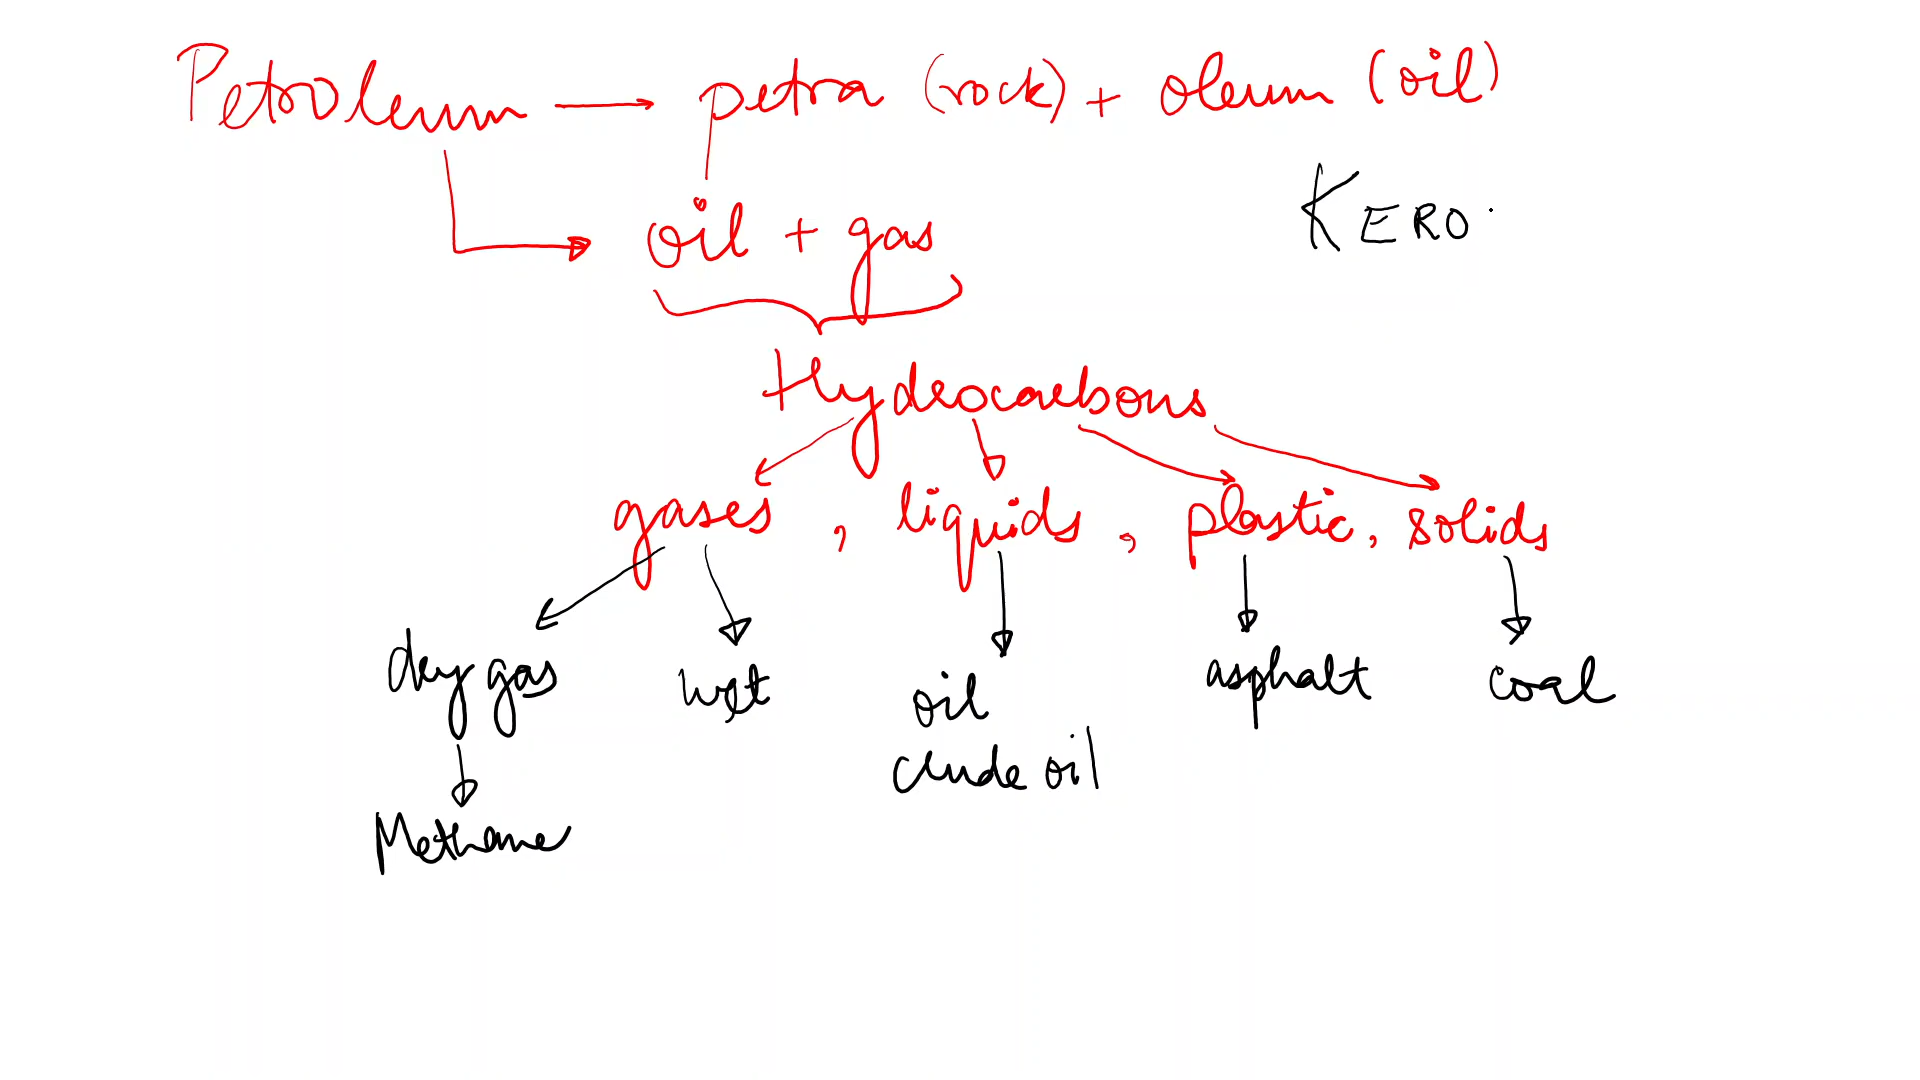 Petroleum → petra (rock) + oleum (oil)
KERO.
oil + gas
Hydrocarbons
gases, liquids, plastic, solids
dry gas wet oil asphalt coal
crude oil
Methane